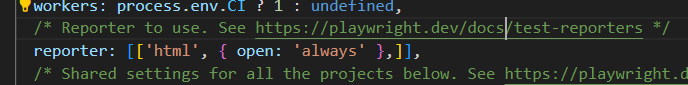 workers: process.env.CI ? 1 : undefined,
/* Reporter to use. See https://playwright.dev/docs/test-reporters */
reporter: [['html', { open: 'always' },]],
/* Shared settings for all the projects below. See https://playwright.d